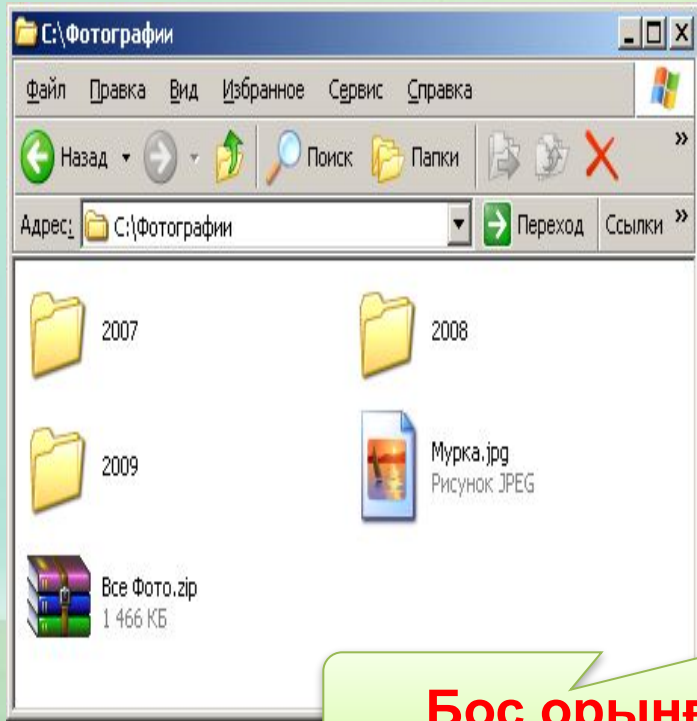 C:\Фотографии
Файл Правка Вид Избранное Сервис Справка
Назад Поиск Папки »
Адрес: C:\Фотографии Переход Ссылки »
2007 2008
2009 Мурка.jpg
Рисунок JPEG
Все Фото.zip
1 466 КБ
Бос